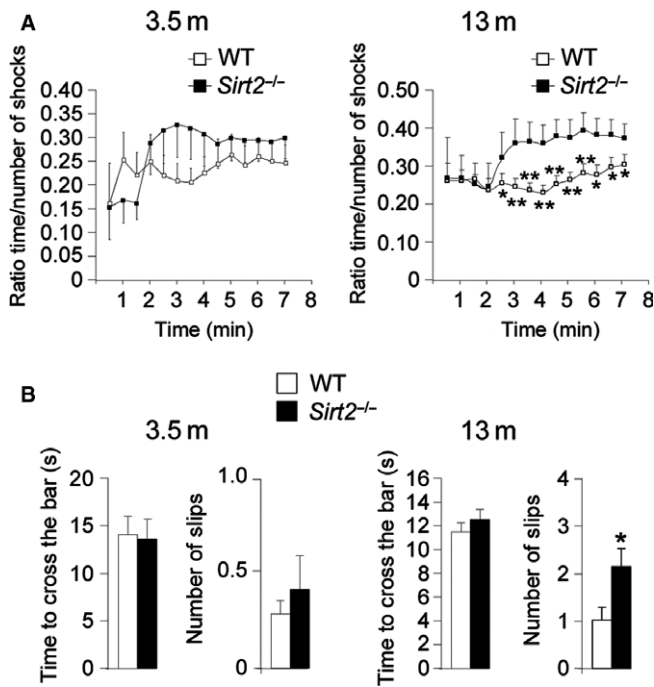 A
3.5 m
WT
Sirt2–/–
Ratio time/number of shocks
0.40
0.35
0.30
0.25
0.20
0.15
0.10
0.05
0
1 2 3 4 5 6 7 8
Time (min)
13 m
WT
Sirt2–/–
Ratio time/number of shocks
0.50
0.40
0.30
0.20
0.10
0.00
* ** ** ** ** ** ** * * *
1 2 3 4 5 6 7 8
Time (min)
B
WT
Sirt2–/–
3.5 m
Time to cross the bar (s)
20
15
10
5
0
Number of slips
1.0
0.5
0
13 m
Time to cross the bar (s)
16
14
12
10
8
6
4
2
0
Number of slips
4
3
2
1
0
*